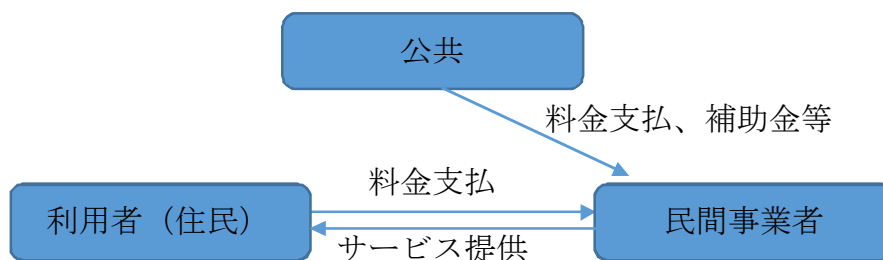 公共
料金支払、補助金等
料金支払
利用者（住民）
民間事業者
サービス提供